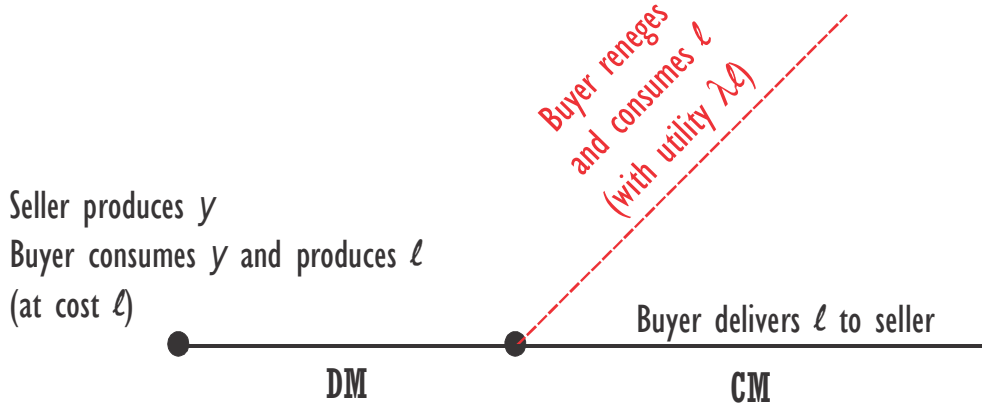 Buyer reneges
and consumes ℓ
(with utility λℓ)
Seller produces y
Buyer consumes y and produces ℓ
(at cost ℓ)
Buyer delivers ℓ to seller
DM
CM